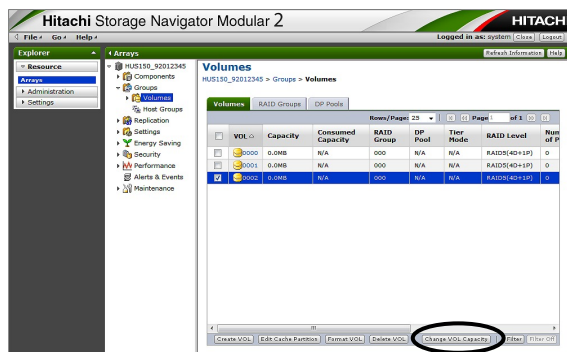 Hitachi Storage Navigator Modular 2
HITACH
File Go Help
Logged in as: system Close Logout
Explorer
Arrays
Refresh Information Help
Resource
Arrays
Administration
Settings
HUS150_92012345
Components
Groups
Volumes
Host Groups
Replication
Settings
Energy Saving
Security
Performance
Alerts & Events
Maintenance
Volumes
HUS150_92012345 > Groups > Volumes
Volumes RAID Groups DP Pools
Rows/Page: 25 Page 1 of 1
VOL Capacity Consumed Capacity RAID Group DP Pool Tier Mode RAID Level Num of P
0000 0.0MB N/A 000 N/A N/A RAID5(4D+1P) 0
0001 0.0MB N/A 000 N/A N/A RAID5(4D+1P) 0
0002 0.0MB N/A 000 N/A N/A RAID5(4D+1P) 0
Create VOL Edit Cache Partition Format VOL Delete VOL Change VOL Capacity Filter Filter Off